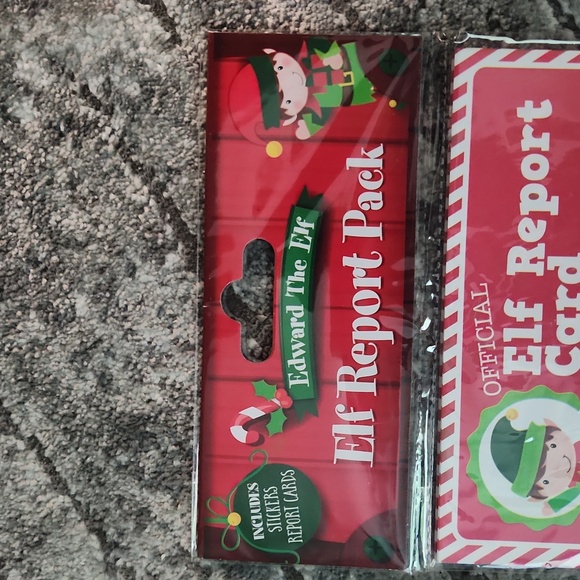 Edward The Elf
Elf Report Pack
INCLUDES
STICKERS
REPORT CARDS
OFFICIAL
Elf Report
Card